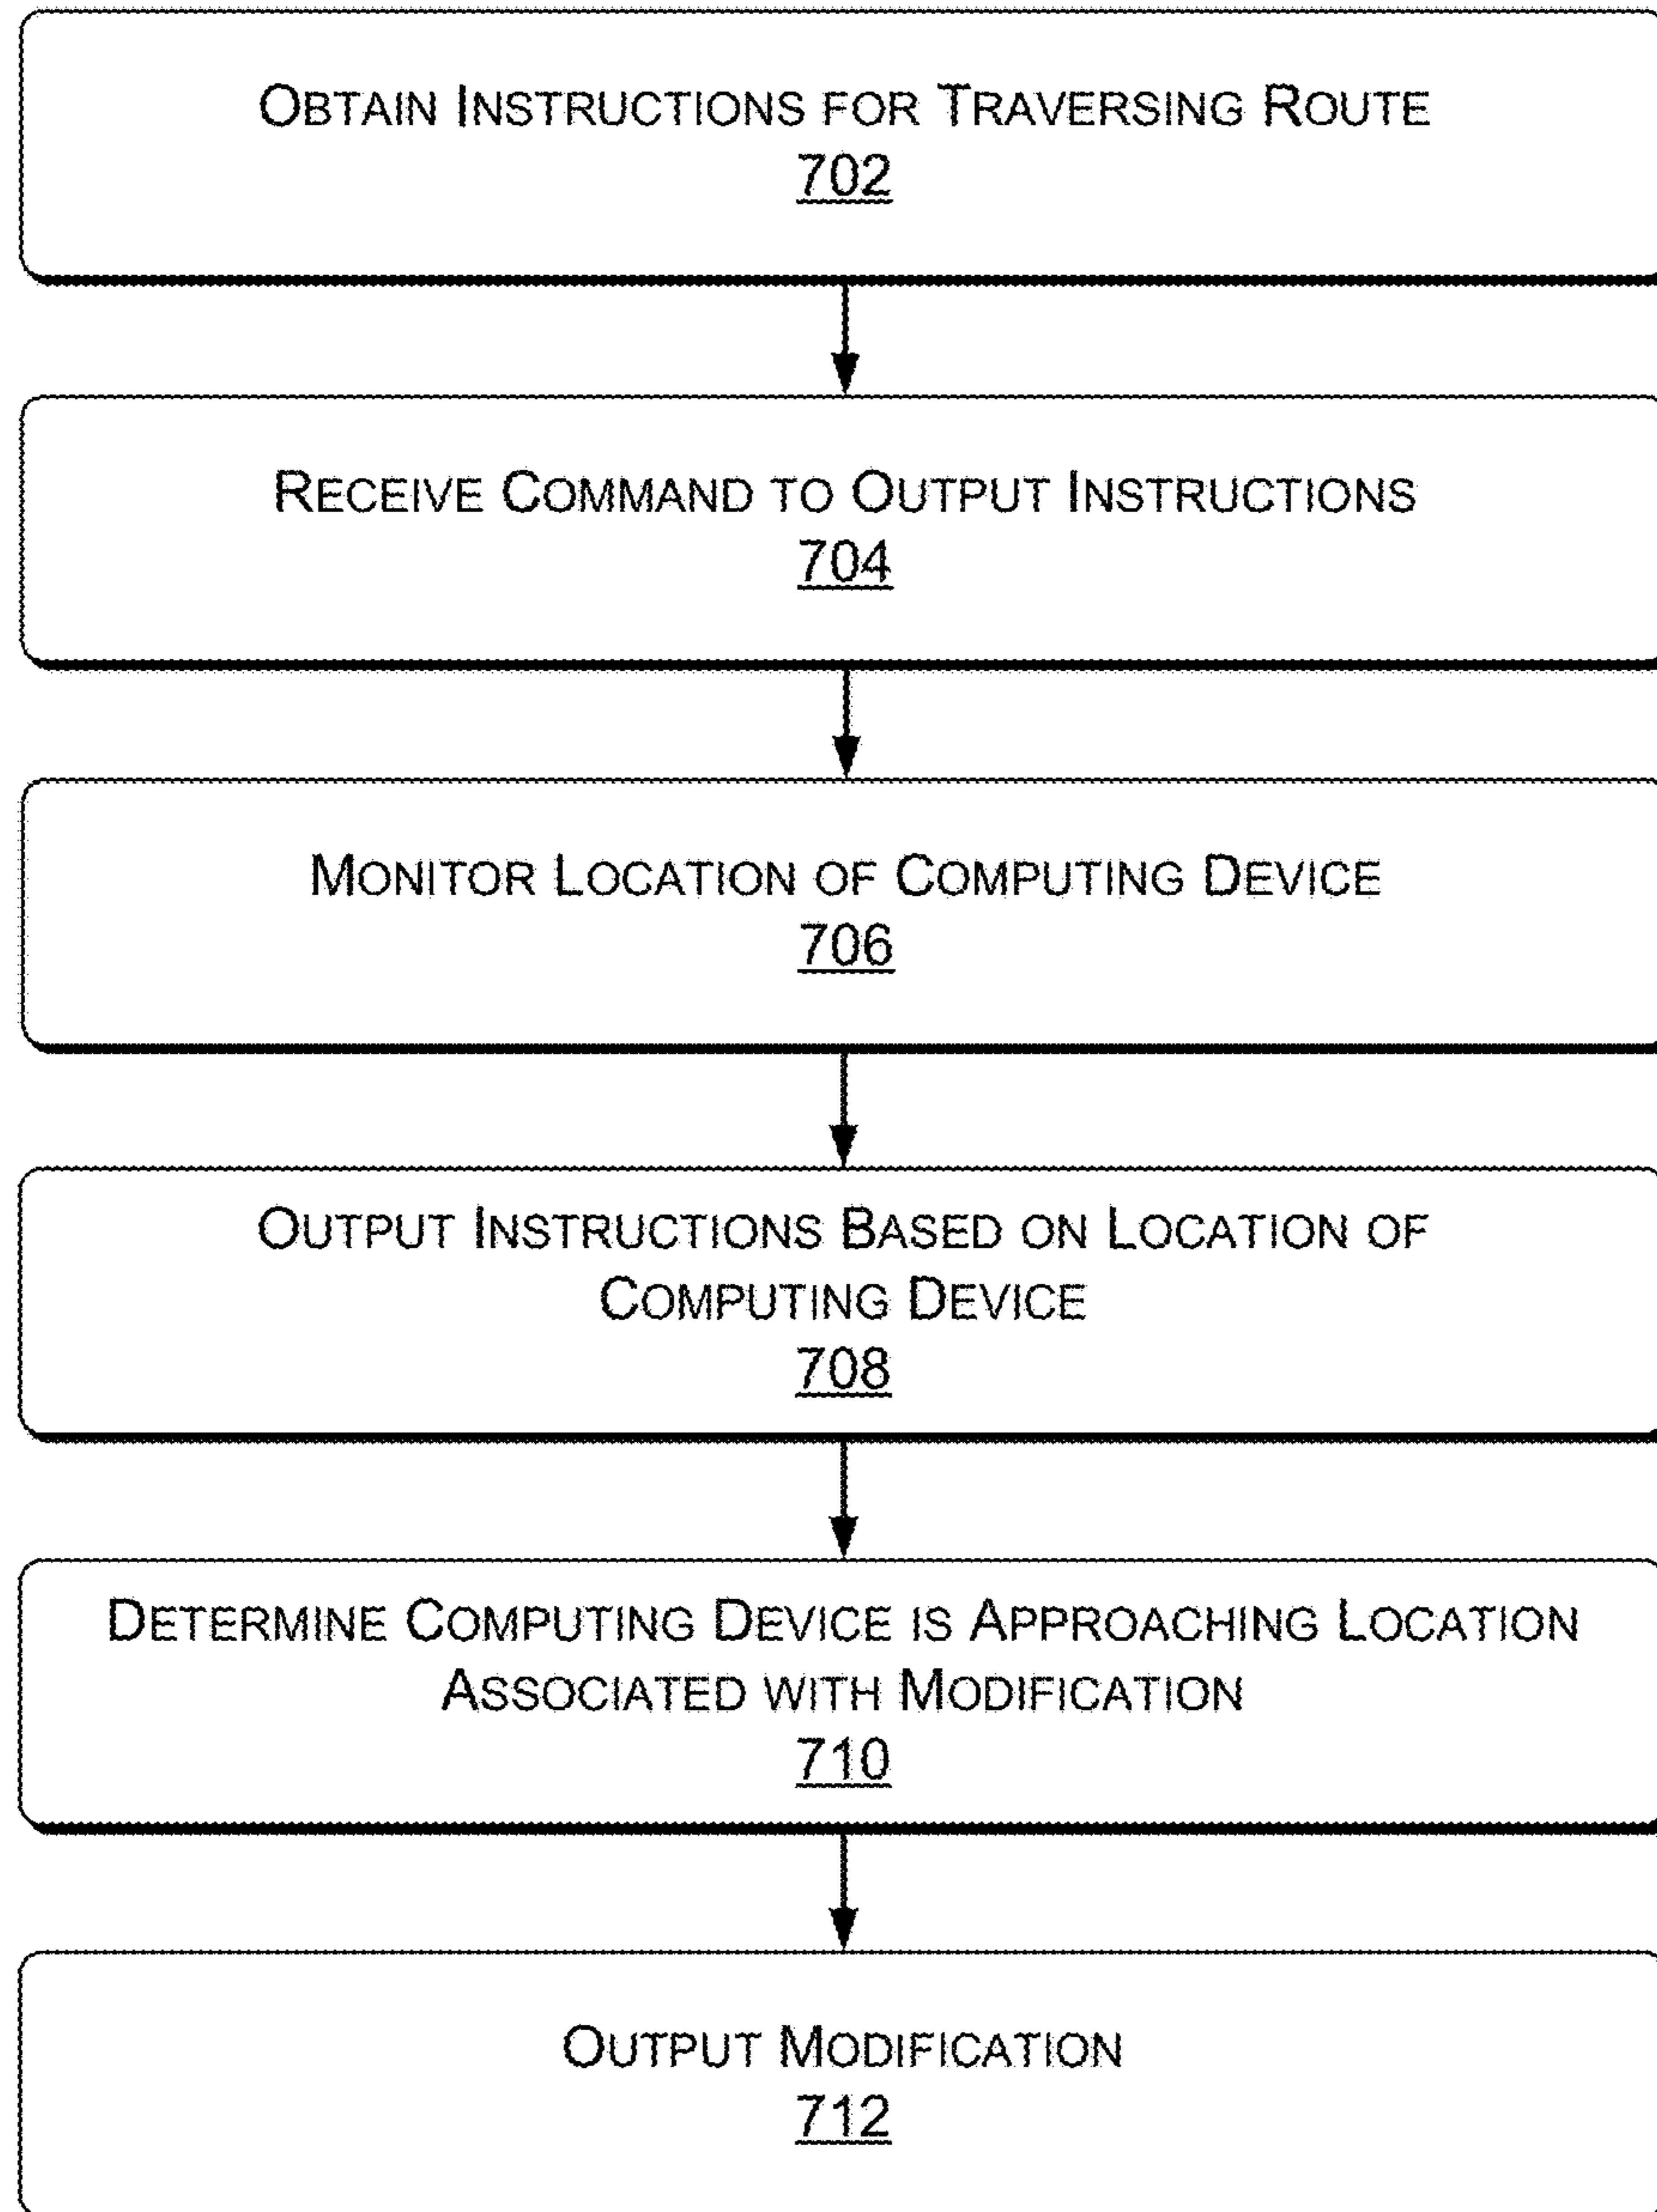 OBTAIN INSTRUCTIONS FOR TRAVERSING ROUTE
702
RECEIVE COMMAND TO OUTPUT INSTRUCTIONS
704
MONITOR LOCATION OF COMPUTING DEVICE
706
OUTPUT INSTRUCTIONS BASED ON LOCATION OF
COMPUTING DEVICE
708
DETERMINE COMPUTING DEVICE IS APPROACHING LOCATION
ASSOCIATED WITH MODIFICATION
710
OUTPUT MODIFICATION
712